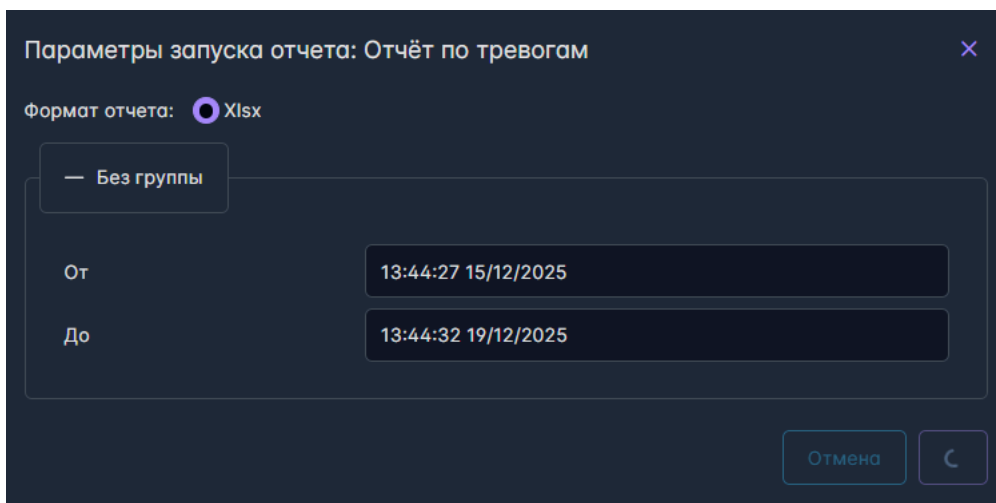 Параметры запуска отчета: Отчёт по тревогам
Формат отчета: Xlsx
Без группы
От 13:44:27 15/12/2025
До 13:44:32 19/12/2025
Отмена